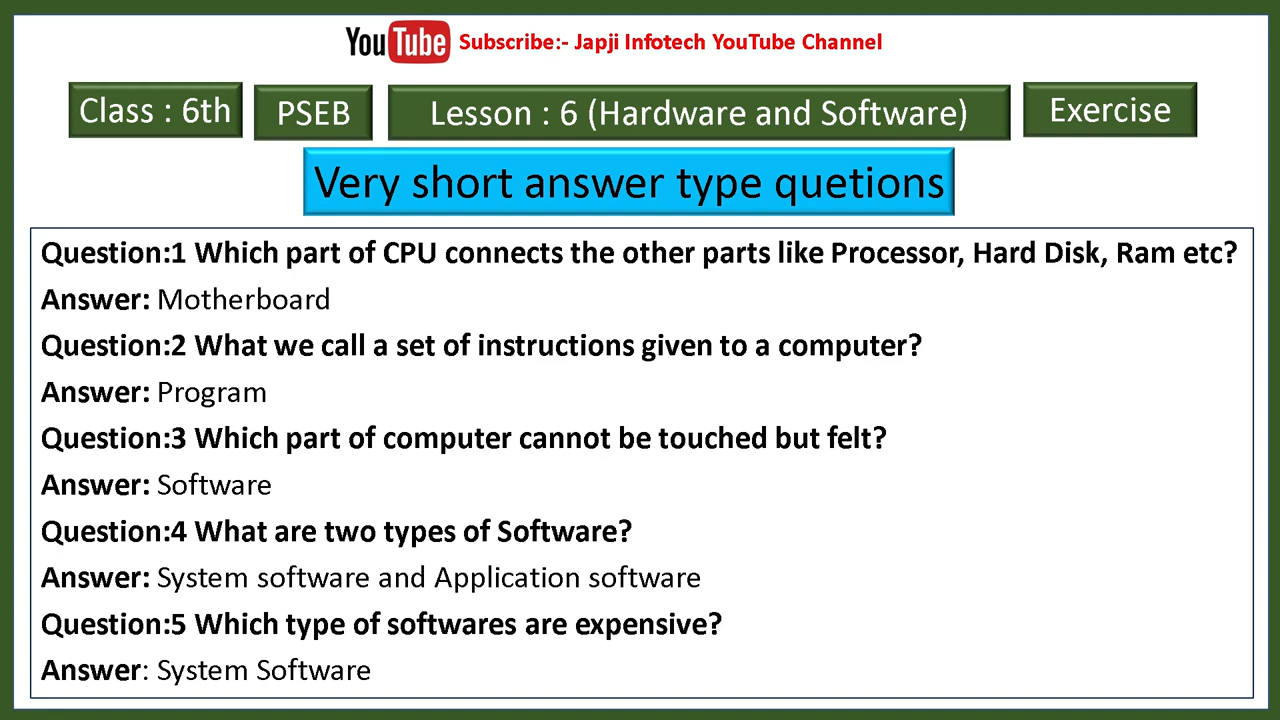 YouTube Subscribe:- Japji Infotech YouTube Channel
Class : 6th PSEB Lesson : 6 (Hardware and Software) Exercise
Very short answer type quetions
Question:1 Which part of CPU connects the other parts like Processor, Hard Disk, Ram etc?
Answer: Motherboard
Question:2 What we call a set of instructions given to a computer?
Answer: Program
Question:3 Which part of computer cannot be touched but felt?
Answer: Software
Question:4 What are two types of Software?
Answer: System software and Application software
Question:5 Which type of softwares are expensive?
Answer: System Software